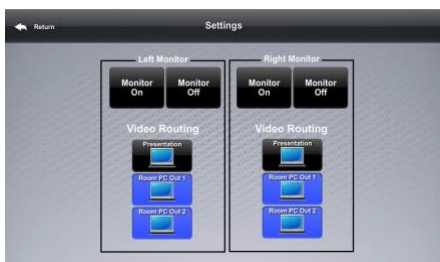 Return
Settings
Left Monitor
Monitor On
Monitor Off
Video Routing
Presentation
Room PC Out 1
Room PC Out 2
Right Monitor
Monitor On
Monitor Off
Video Routing
Presentation
Room PC Out 1
Room PC Out 2